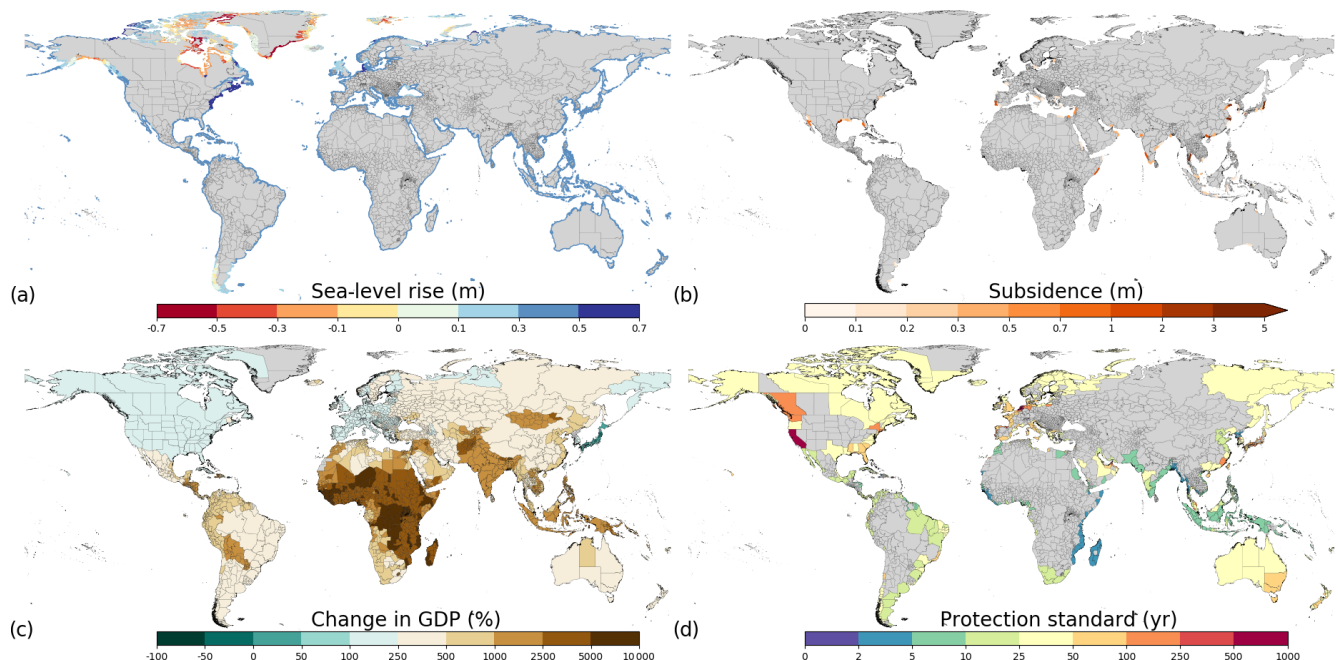 (a)
Sea-level rise (m)
-0.7 -0.5 -0.3 -0.1 0 0.1 0.3 0.5 0.7
(b)
Subsidence (m)
0 0.1 0.2 0.3 0.5 0.7 1 2 3 5
(c)
Change in GDP (%)
-100 -50 0 50 100 250 500 1000 2500 5000 10000
(d)
Protection standard (yr)
0 2 5 10 25 50 100 250 500 1000